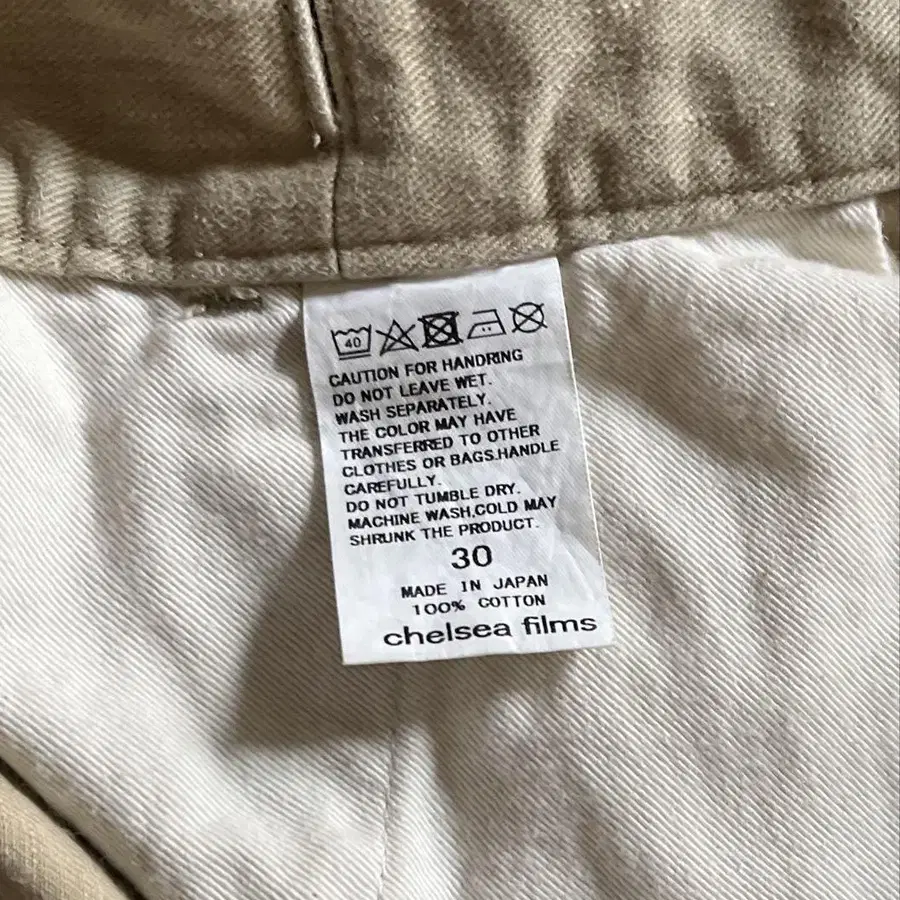 40
CAUTION FOR HANDRING
DO NOT LEAVE WET.
WASH SEPARATELY.
THE COLOR MAY HAVE
TRANSFERRED TO OTHER
CLOTHES OR BAGS.HANDLE
CAREFULLY.
DO NOT TUMBLE DRY.
MACHINE WASH.COLD MAY
SHRUNK THE PRODUCT.
30
MADE IN JAPAN
100% COTTON
chelsea films